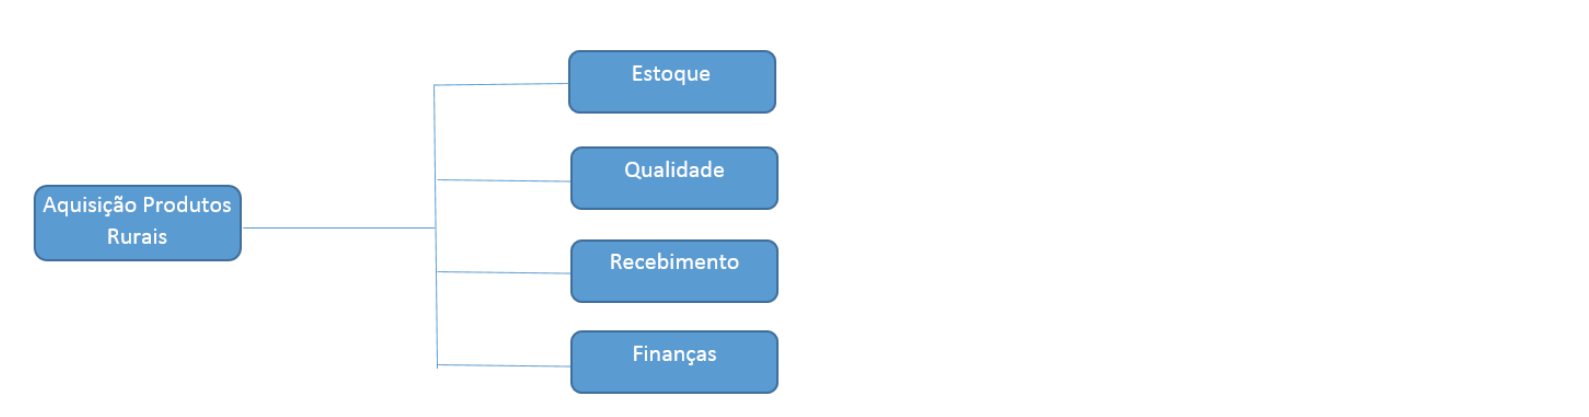 Estoque
Qualidade
Aquisição Produtos
Rurais
Recebimento
Finanças